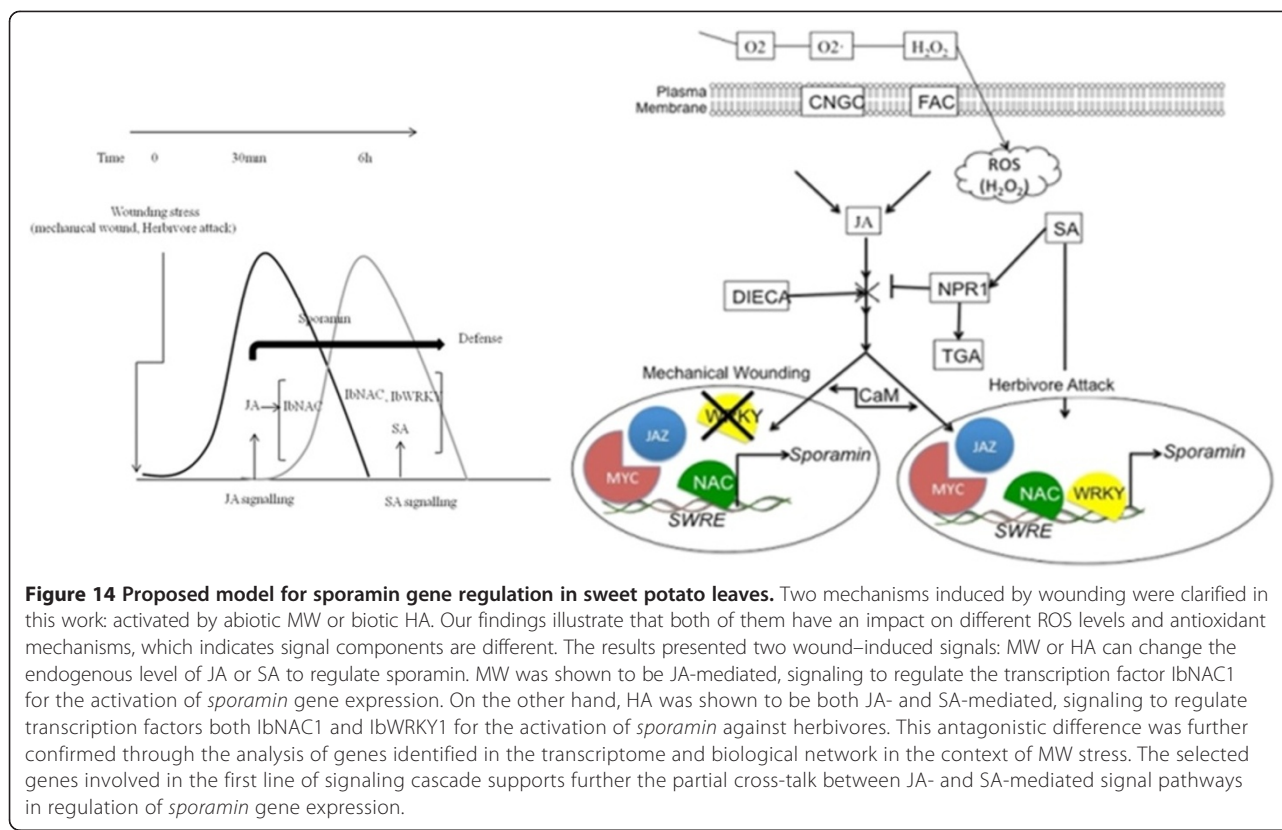 O2
O2·
H₂O₂
Plasma
Membrane
CNGC
FAC
ROS
(H₂O₂)
Time 0 30min 6h
Wounding stress
(mechanical wound, Herbivore attack)
JA
SA
DIECA
NPR1
TGA
Sporamin
Defense
JA
IbNAC
IbNAC, IbWRKY
SA
JA signalling
SA signalling
Mechanical Wounding
CaM
Herbivore Attack
WRKY
JAZ
MYC
NAC
Sporamin
SWRE
JAZ
MYC
NAC
WRKY
Sporamin
SWRE
Figure 14 Proposed model for sporamin gene regulation in sweet potato leaves. Two mechanisms induced by wounding were clarified in
this work: activated by abiotic MW or biotic HA. Our findings illustrate that both of them have an impact on different ROS levels and antioxidant
mechanisms, which indicates signal components are different. The results presented two wound–induced signals: MW or HA can change the
endogenous level of JA or SA to regulate sporamin. MW was shown to be JA-mediated, signaling to regulate the transcription factor IbNAC1
for the activation of sporamin gene expression. On the other hand, HA was shown to be both JA- and SA-mediated, signaling to regulate
transcription factors both IbNAC1 and IbWRKY1 for the activation of sporamin against herbivores. This antagonistic difference was further
confirmed through the analysis of genes identified in the transcriptome and biological network in the context of MW stress. The selected
genes involved in the first line of signaling cascade supports further the partial cross-talk between JA- and SA-mediated signal pathways
in regulation of sporamin gene expression.